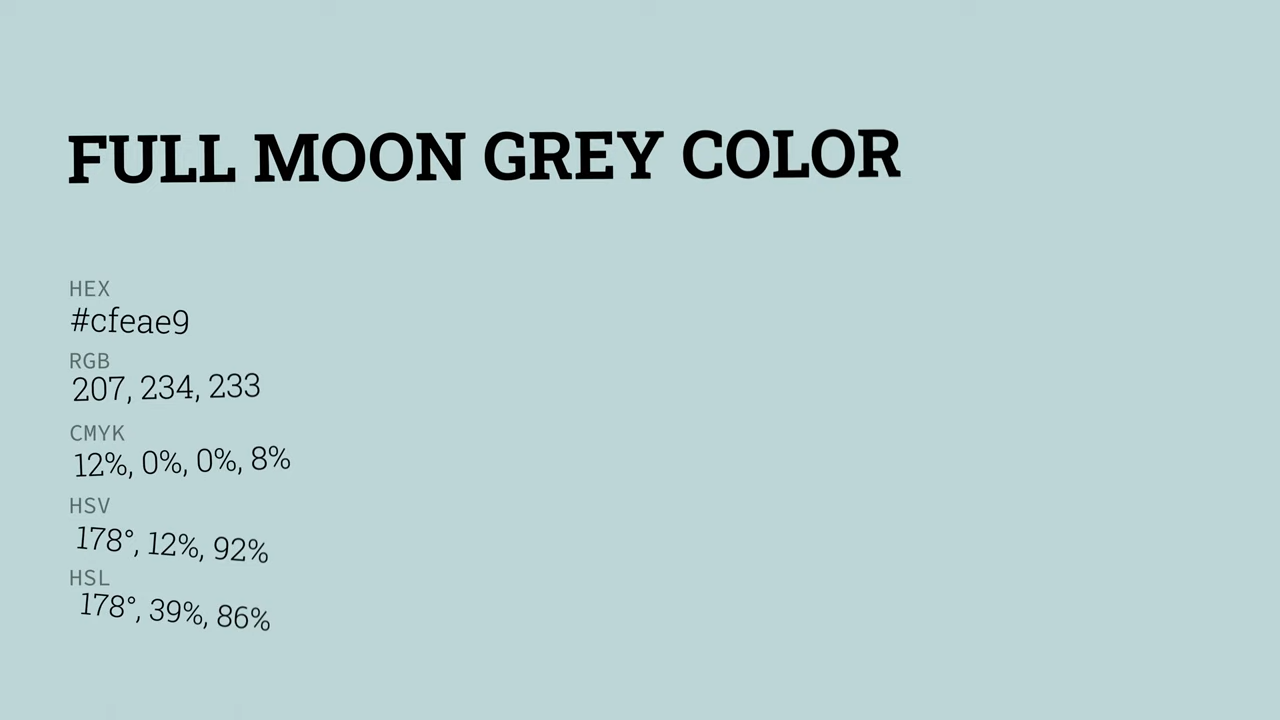 FULL MOON GREY COLOR
HEX
#cfeae9
RGB
207, 234, 233
CMYK
12%, 0%, 0%, 8%
HSV
178°, 12%, 92%
HSL
178°, 39%, 86%